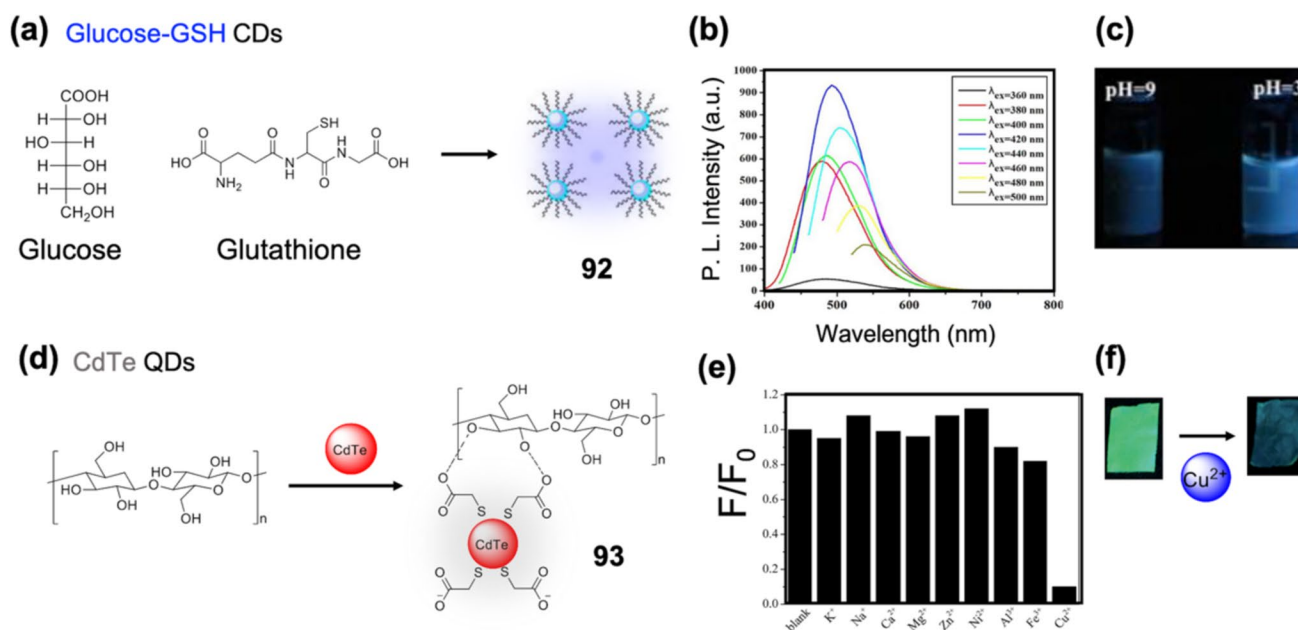 (a) Glucose-GSH CDs
COOH
H OH
HO H
H OH
H OH
CH₂OH
Glucose
SH
O O H
HO N N OH
NH₂ H O O
Glutathione
92
(b)
P. L. Intensity (a.u.)
1000
900
800
700
600
500
400
300
200
100
0
400 500 600 700 800
Wavelength (nm)
λex=360 nm
λex=380 nm
λex=400 nm
λex=420 nm
λex=440 nm
λex=460 nm
λex=480 nm
λex=500 nm
(c)
pH=9 pH=3
(d) CdTe QDs
OH
HO OH
O O O
HO O
OH HO
n
CdTe
HO
O HO OH
O O O
O O
OH
n
O O
O O
S S
CdTe
S S
O O
O⁻ O⁻
93
(e)
F/F₀
1.2
1.0
0.8
0.6
0.4
0.2
0.0
blank K⁺ Na⁺ Ca²⁺ Mg²⁺ Zn²⁺ Ni²⁺ Al³⁺ Fe³⁺ Cu²⁺
(f)
Cu²⁺